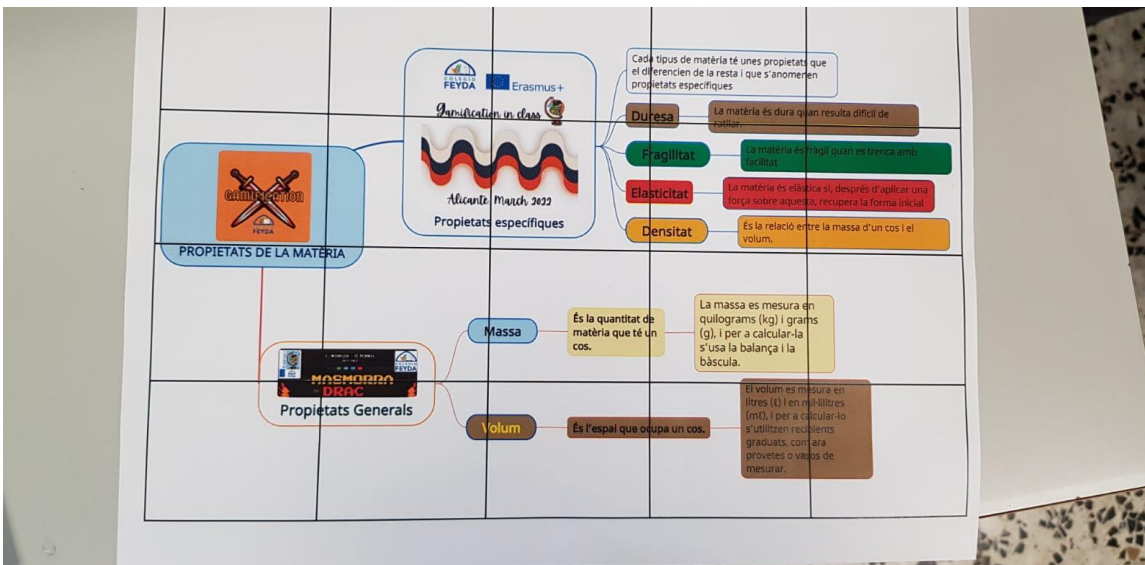 COLEGIO
FEYDA
Erasmus+
Gamification in class
Alicante March 2022
Propietats específiques
Cada tipus de matèria té unes propietats que
el diferencien de la resta i que s'anomenen
propietats específiques
Duresa
La matèria és dura quan resulta difícil de
ratllar.
Fragilitat
La matèria és fràgil quan es trenca amb
facilitat
Elasticitat
La matèria és elàstica si, després d'aplicar una
força sobre aquesta, recupera la forma inicial
Densitat
És la relació entre la massa d'un cos i el
volum.
GAMIFICATION
FEYDA
PROPIETATS DE LA MATÈRIA
Massa
És la quantitat de
matèria que té un
cos.
La massa es mesura en
quilograms (kg) i grams
(g), i per a calcular-la
s'usa la balança i la
bàscula.
COLEGIO
FEYDA
MASMORRA
DRAC
Propietats Generals
Volum
És l'espai que ocupa un cos.
El volum es mesura en
litres (ℓ) i en mil·lilitres
(mℓ), i per a calcular-lo
s'utilitzen recipients
graduats, com ara
provetes o vasos de
mesurar.